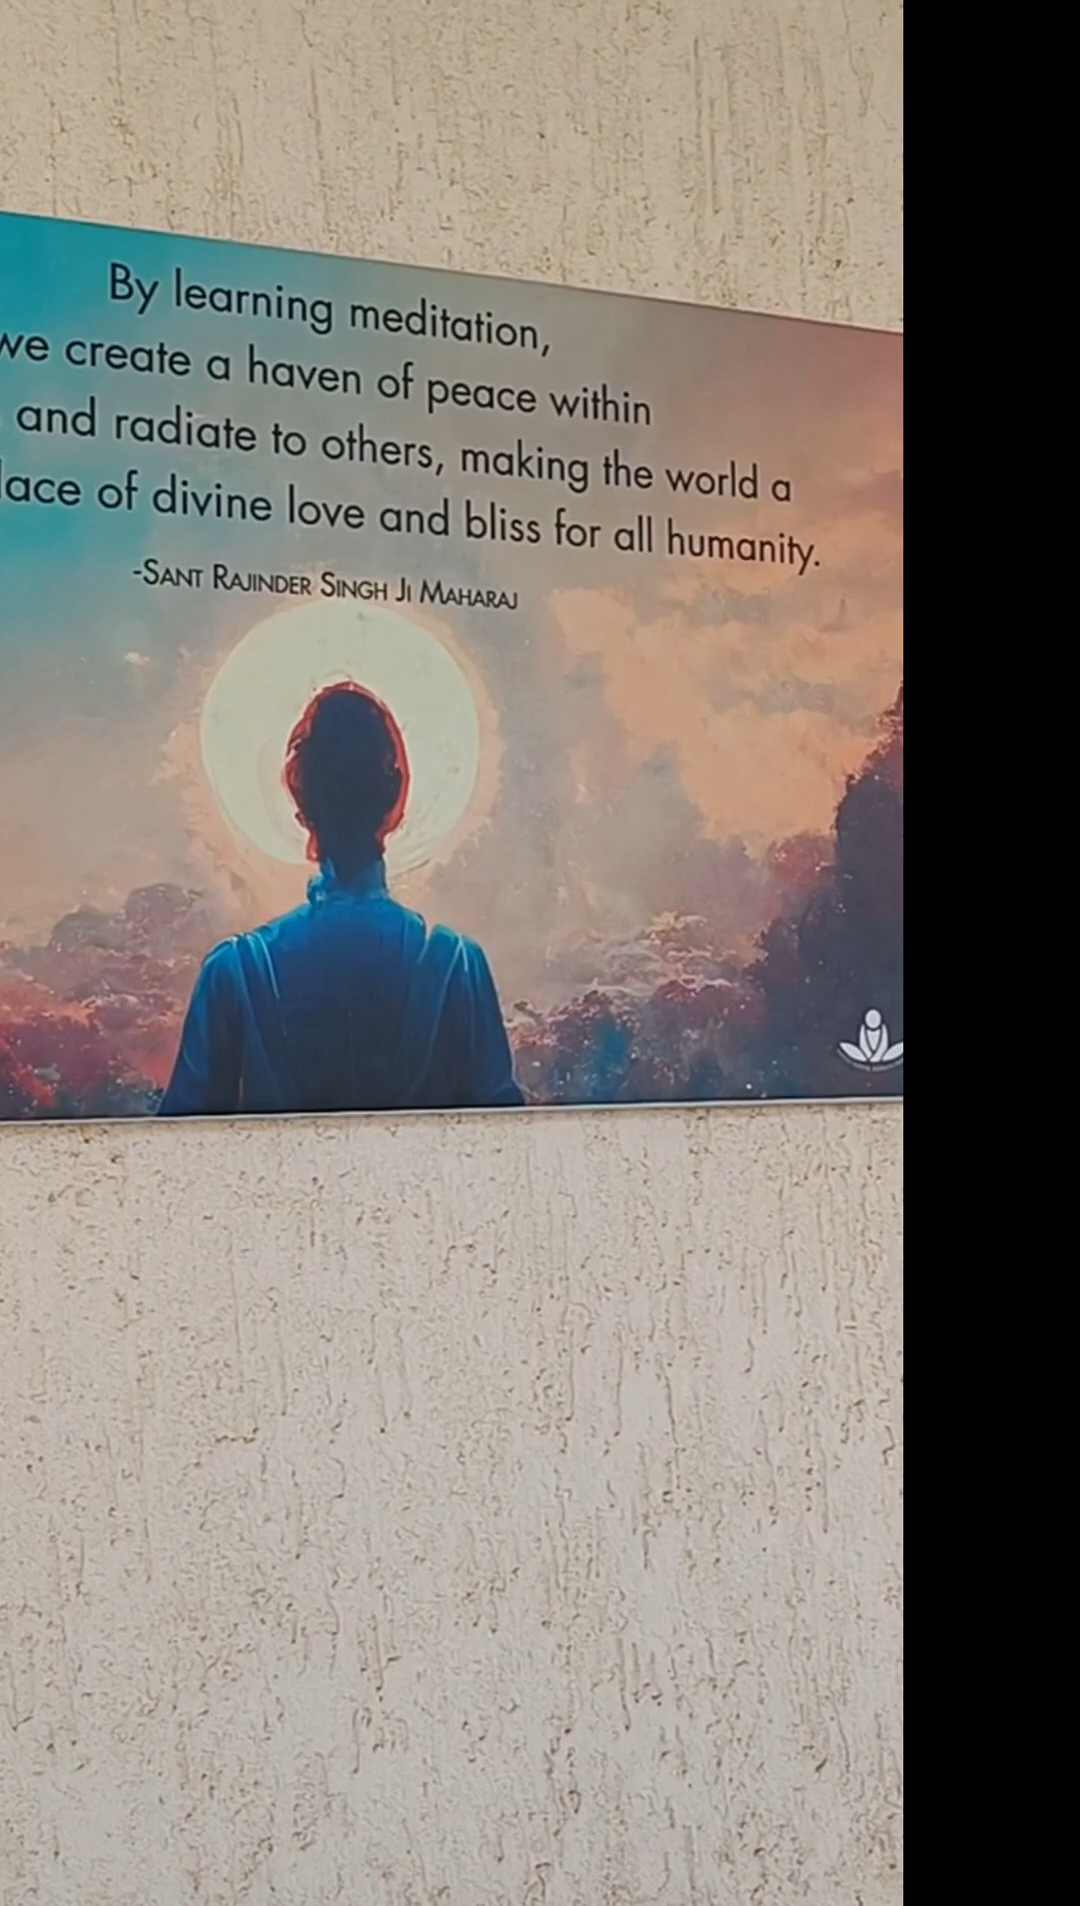 By learning meditation,
we create a haven of peace within
and radiate to others, making the world a
lace of divine love and bliss for all humanity.
-SANT RAJINDER SINGH JI MAHARAJ